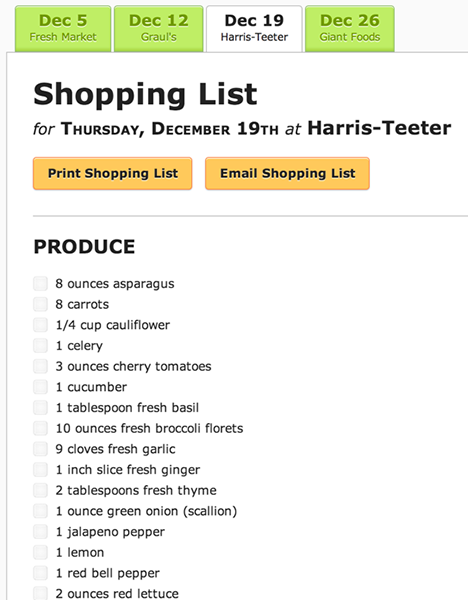 Dec 5 Dec 12 Dec 19 Dec 26
Fresh Market Graul's Harris-Teeter Giant Foods
Shopping List
for Thursday, December 19th at Harris-Teeter
Print Shopping List Email Shopping List
PRODUCE
8 ounces asparagus
8 carrots
1/4 cup cauliflower
1 celery
3 ounces cherry tomatoes
1 cucumber
1 tablespoon fresh basil
10 ounces fresh broccoli florets
9 cloves fresh garlic
1 inch slice fresh ginger
2 tablespoons fresh thyme
1 ounce green onion (scallion)
1 jalapeno pepper
1 lemon
1 red bell pepper
2 ounces red lettuce